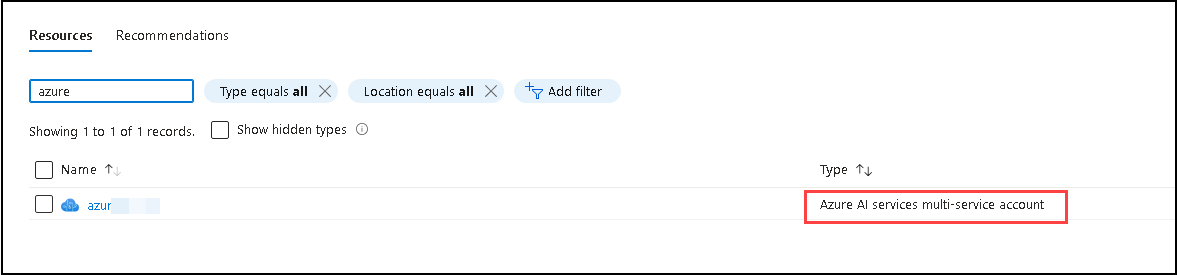 Resources Recommendations
azure Type equals all Location equals all Add filter
Showing 1 to 1 of 1 records. Show hidden types
Name Type
azur Azure AI services multi-service account